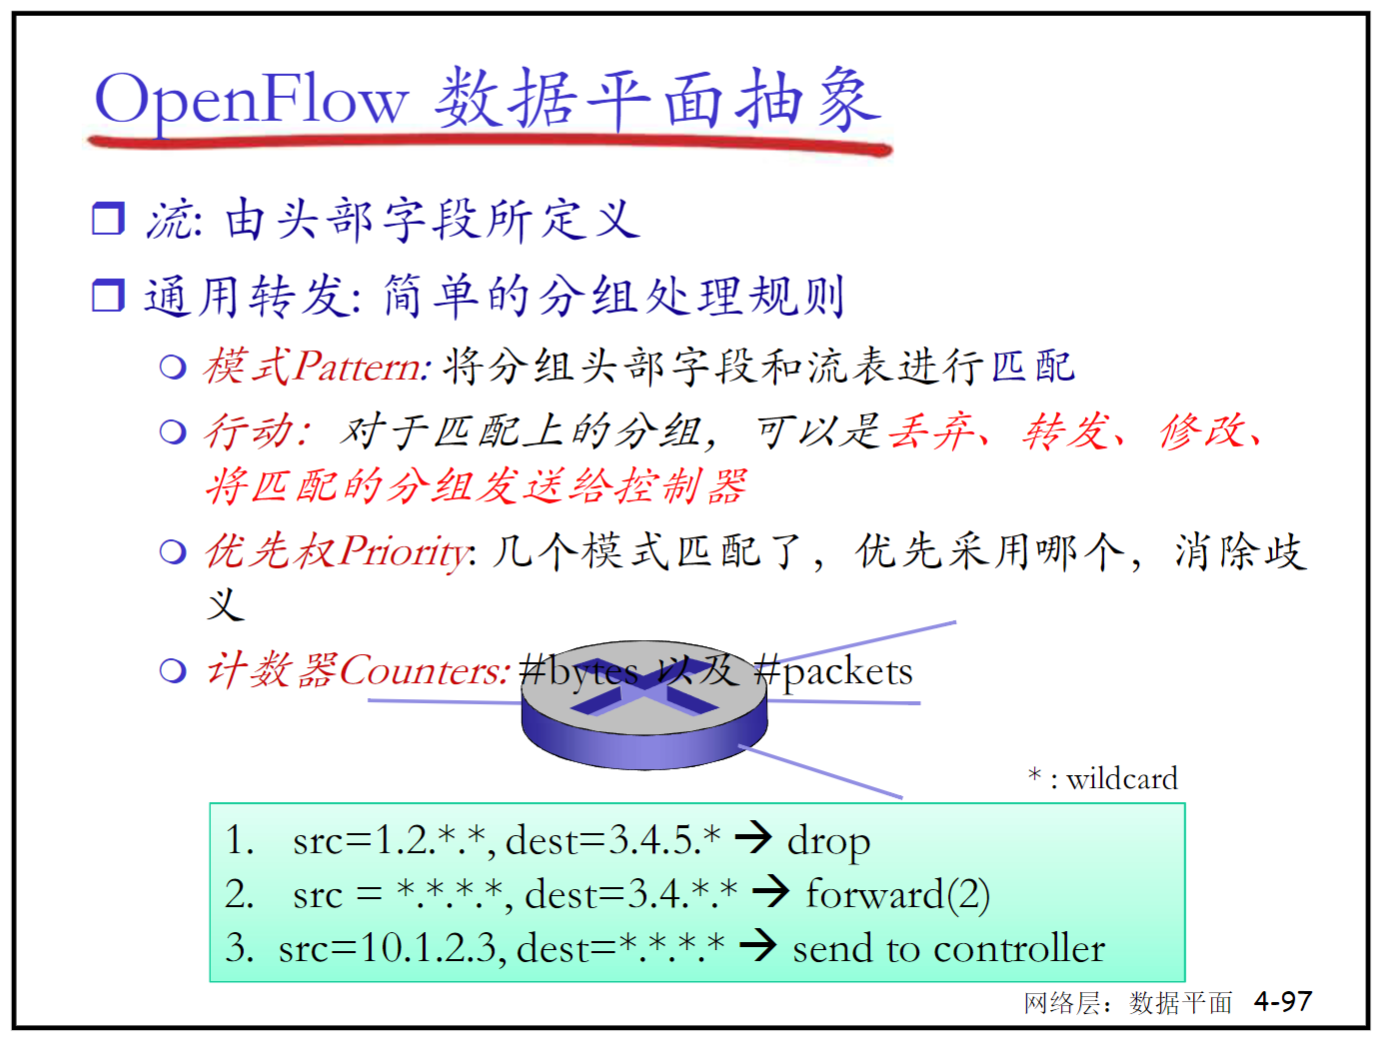 OpenFlow 数据平面抽象
流: 由头部字段所定义
通用转发: 简单的分组处理规则
模式Pattern: 将分组头部字段和流表进行匹配
行动：对于匹配上的分组，可以是丢弃、转发、修改、
将匹配的分组发送给控制器
优先权Priority: 几个模式匹配了，优先采用哪个，消除歧
义
计数器Counters: #bytes 以及 #packets
* : wildcard
1. src=1.2.*.*, dest=3.4.5.* → drop
2. src = *.*.*.*, dest=3.4.*.* → forward(2)
3. src=10.1.2.3, dest=*.*.*.* → send to controller
网络层：数据平面 4-97